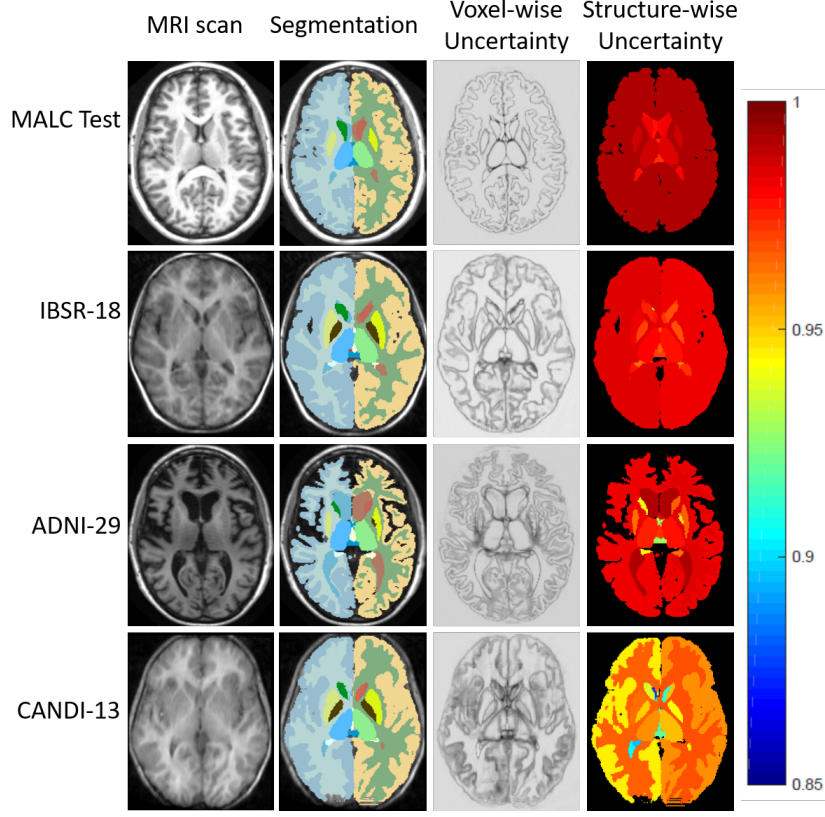 MRI scan
Segmentation
Voxel-wise
Uncertainty
Structure-wise
Uncertainty
MALC Test
IBSR-18
ADNI-29
CANDI-13
1
0.95
0.9
0.85